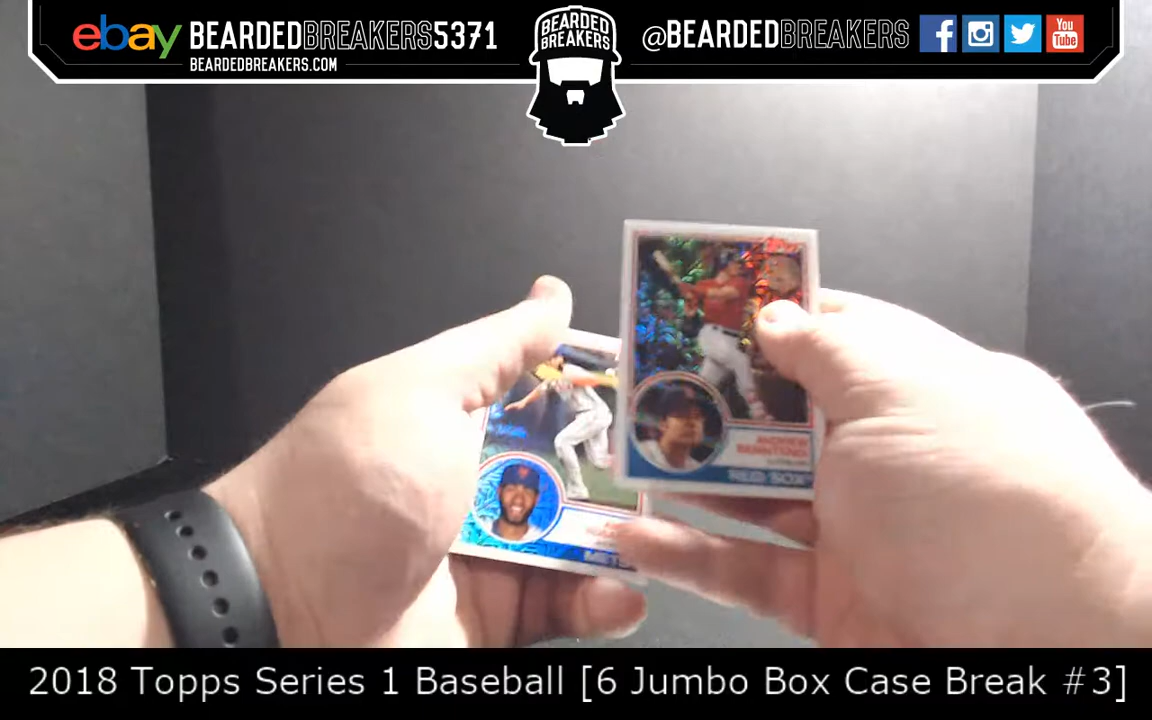 ebay BEARDEDBREAKERS5371
BEARDEDBREAKERS.COM
BEARDED
BREAKERS
@BEARDEDBREAKERS
You
Tube
ANDREW
BENINTENDI
RED SOX
METS
2018 Topps Series 1 Baseball [6 Jumbo Box Case Break #3]